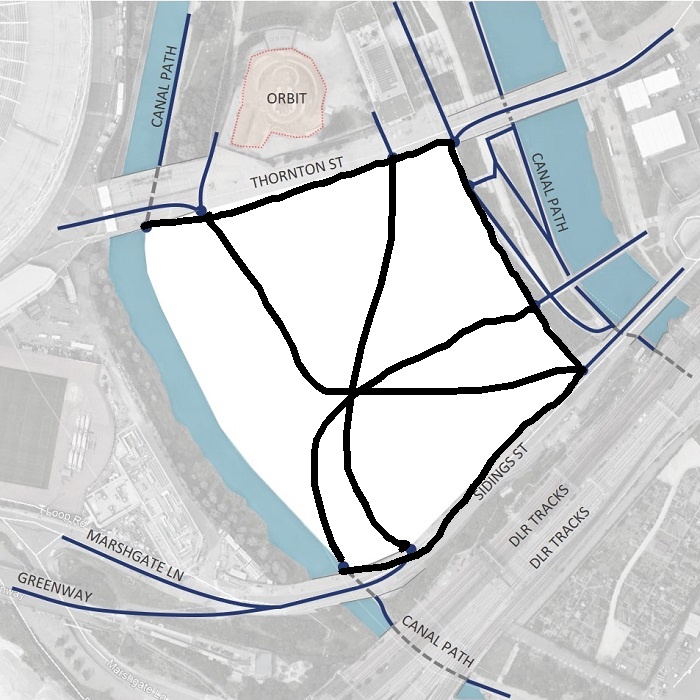 CANAL PATH
ORBIT
THORNTON ST
CANAL PATH
SIDINGS ST
DLR TRACKS
DLR TRACKS
MARSHGATE LN
GREENWAY
CANAL PATH
Marshgate Ln